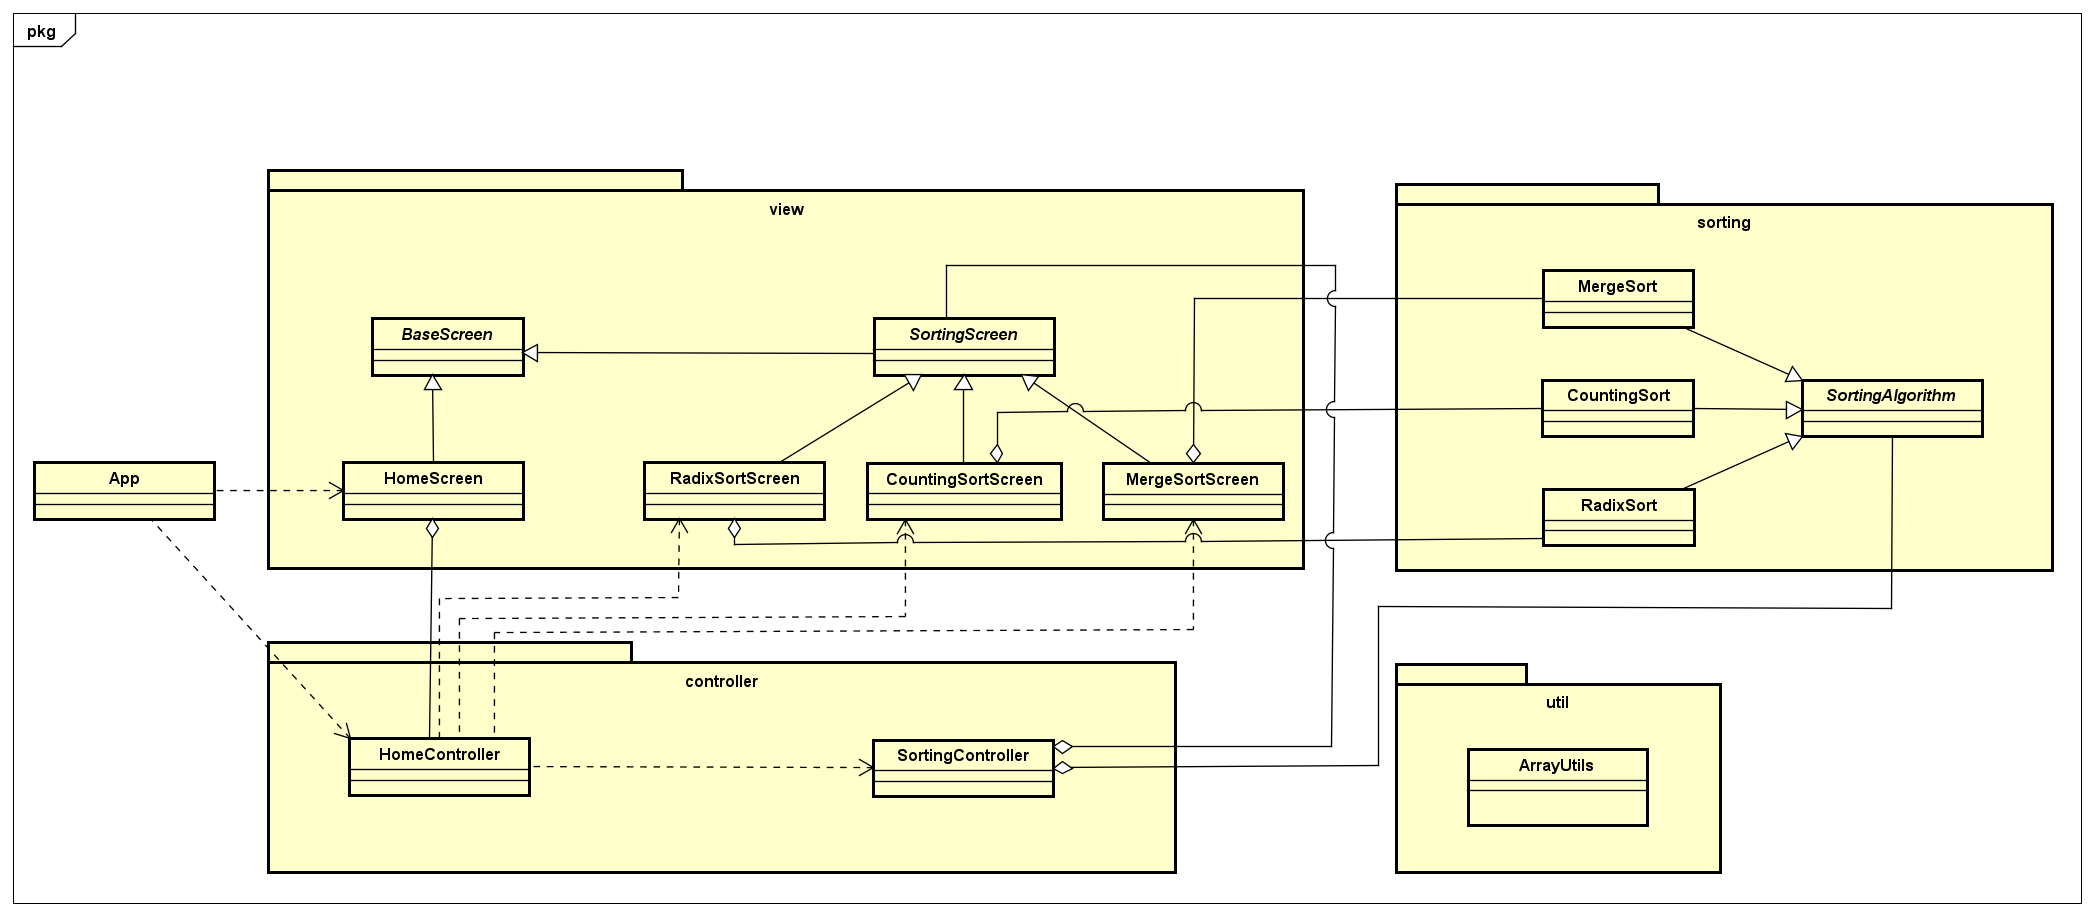 pkg
view
sorting
MergeSort
BaseScreen
SortingScreen
CountingSort
SortingAlgorithm
App
HomeScreen
RadixSortScreen
CountingSortScreen
MergeSortScreen
RadixSort
controller
util
HomeController
SortingController
ArrayUtils